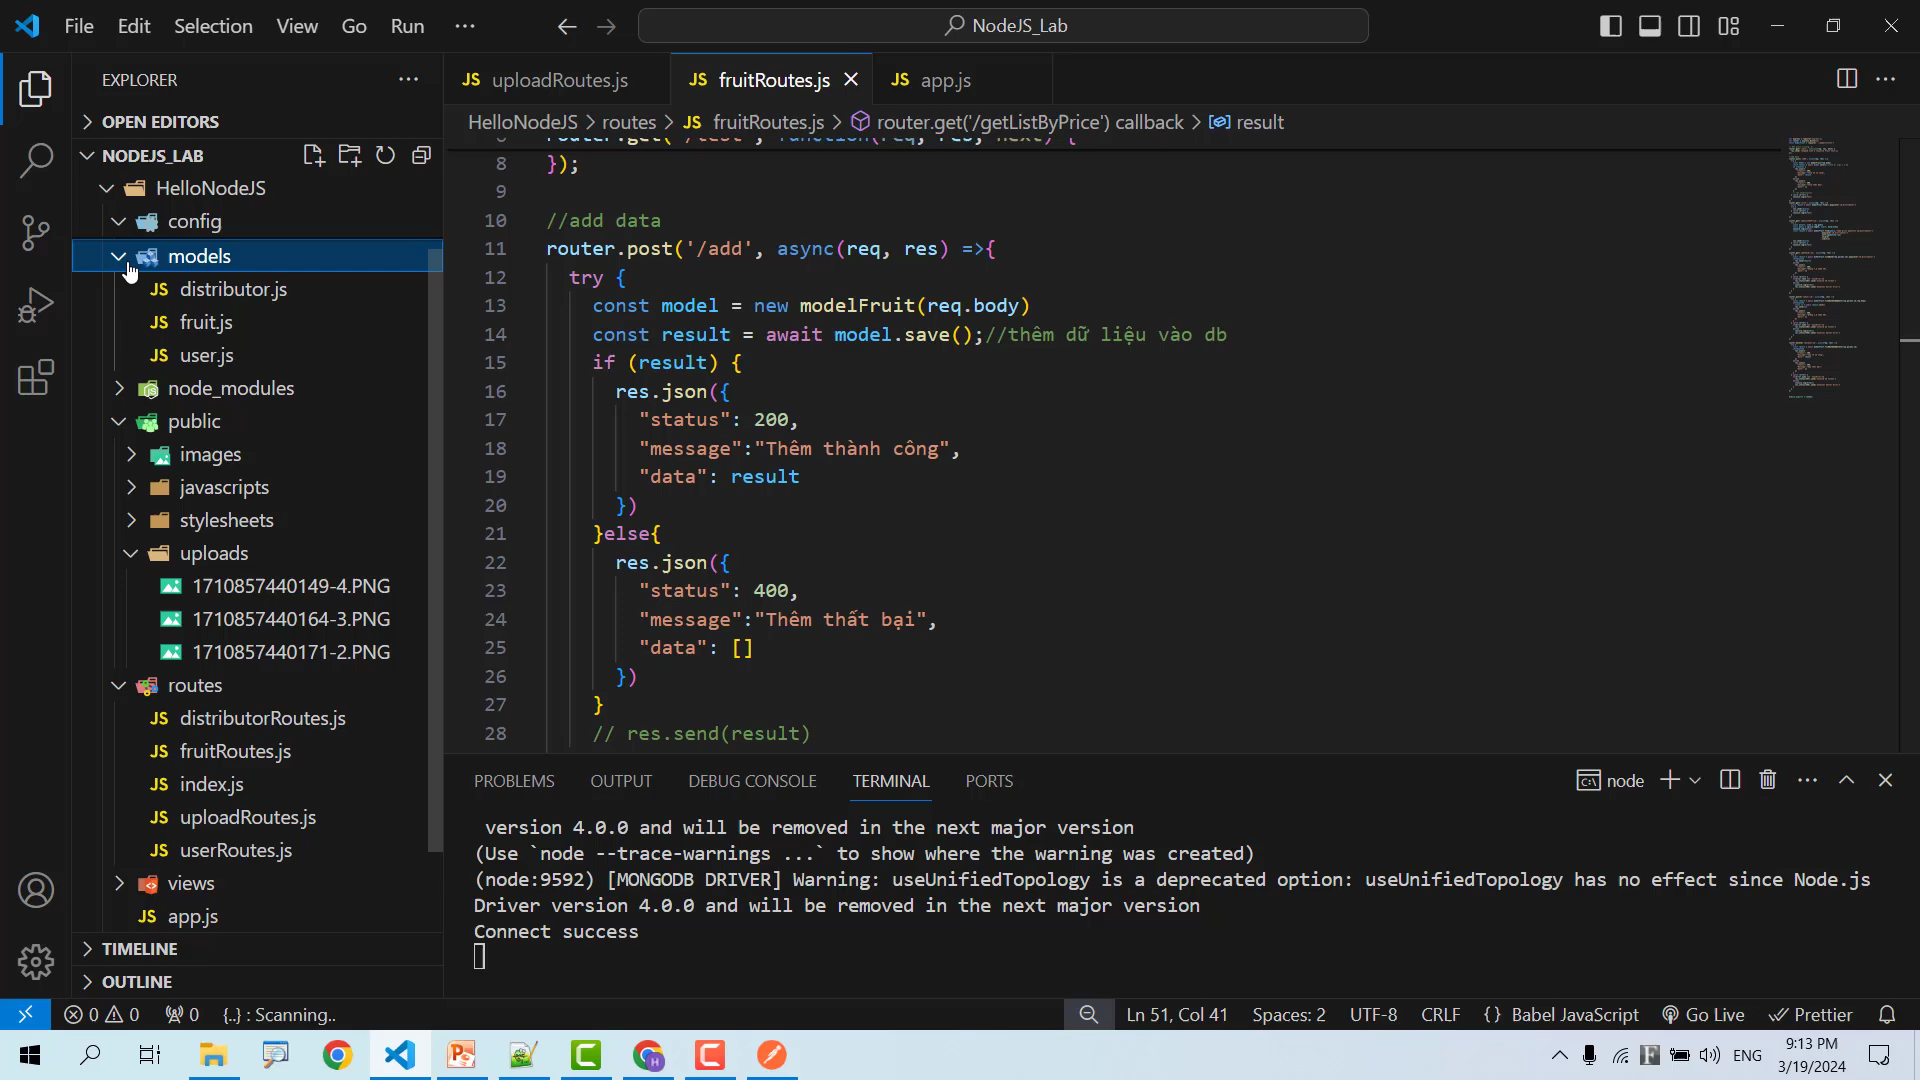 File Edit Selection View Go Run ···
NodeJS_Lab
EXPLORER
OPEN EDITORS
NODEJS_LAB
HelloNodeJS
config
models
distributor.js
fruit.js
user.js
node_modules
public
images
javascripts
stylesheets
uploads
1710857440149-4.PNG
1710857440164-3.PNG
1710857440171-2.PNG
routes
JS distributorRoutes.js
JS fruitRoutes.js
JS index.js
JS uploadRoutes.js
JS userRoutes.js
views
JS app.js
TIMELINE
OUTLINE
JS uploadRoutes.js JS fruitRoutes.js JS app.js
HelloNodeJS > routes > JS fruitRoutes.js > router.get('/getListByPrice') callback > result
8 });
9
10 //add data
11 router.post('/add', async(req, res) =>{
12 try {
13 const model = new modelFruit(req.body)
14 const result = await model.save();//thêm dữ liệu vào db
15 if (result) {
16 res.json({
17 "status": 200,
18 "message":"Thêm thành công",
19 "data": result
20 })
21 }else{
22 res.json({
23 "status": 400,
24 "message":"Thêm thất bại",
25 "data": []
26 })
27 }
28 // res.send(result)
PROBLEMS OUTPUT DEBUG CONSOLE TERMINAL PORTS
node
version 4.0.0 and will be removed in the next major version
(Use `node --trace-warnings ...` to show where the warning was created)
(node:9592) [MONGODB DRIVER] Warning: useUnifiedTopology is a deprecated option: useUnifiedTopology has no effect since Node.js
Driver version 4.0.0 and will be removed in the next major version
Connect success
0 0 0 {..} : Scanning.. Ln 51, Col 41 Spaces: 2 UTF-8 CRLF {} Babel JavaScript Go Live Prettier
ENG
9:13 PM
3/19/2024